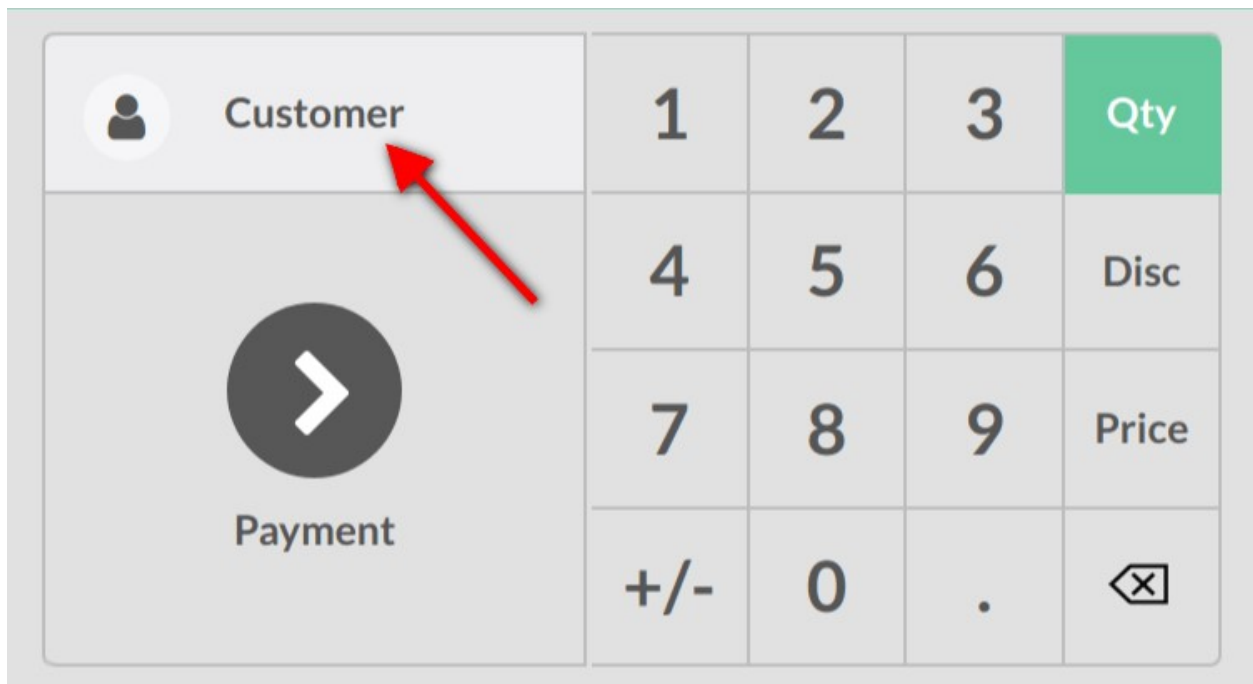 Customer
1 2 3 Qty
4 5 6 Disc
7 8 9 Price
Payment
+/- 0 .